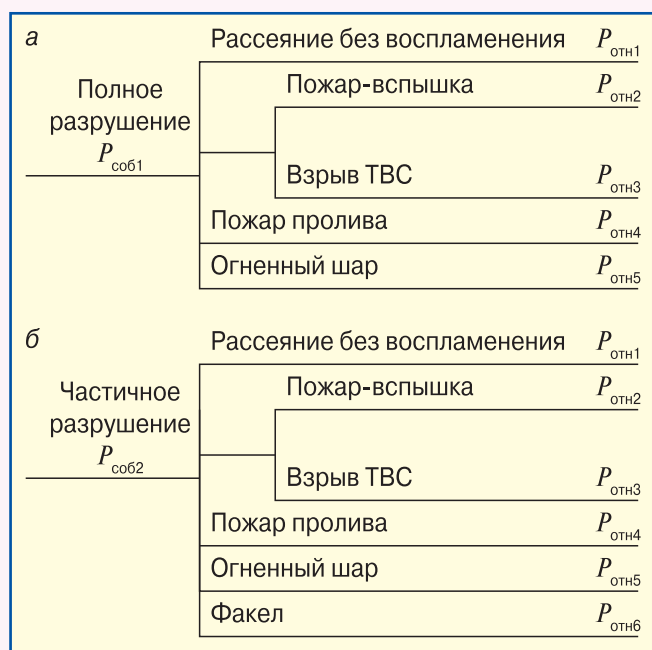 а
Рассеяние без воспламенения Pотн1
Полное
разрушение
Pсоб1
Пожар-вспышка Pотн2
Взрыв ТВС Pотн3
Пожар пролива Pотн4
Огненный шар Pотн5
б
Рассеяние без воспламенения Pотн1
Частичное
разрушение
Pсоб2
Пожар-вспышка Pотн2
Взрыв ТВС Pотн3
Пожар пролива Pотн4
Огненный шар Pотн5
Факел Pотн6